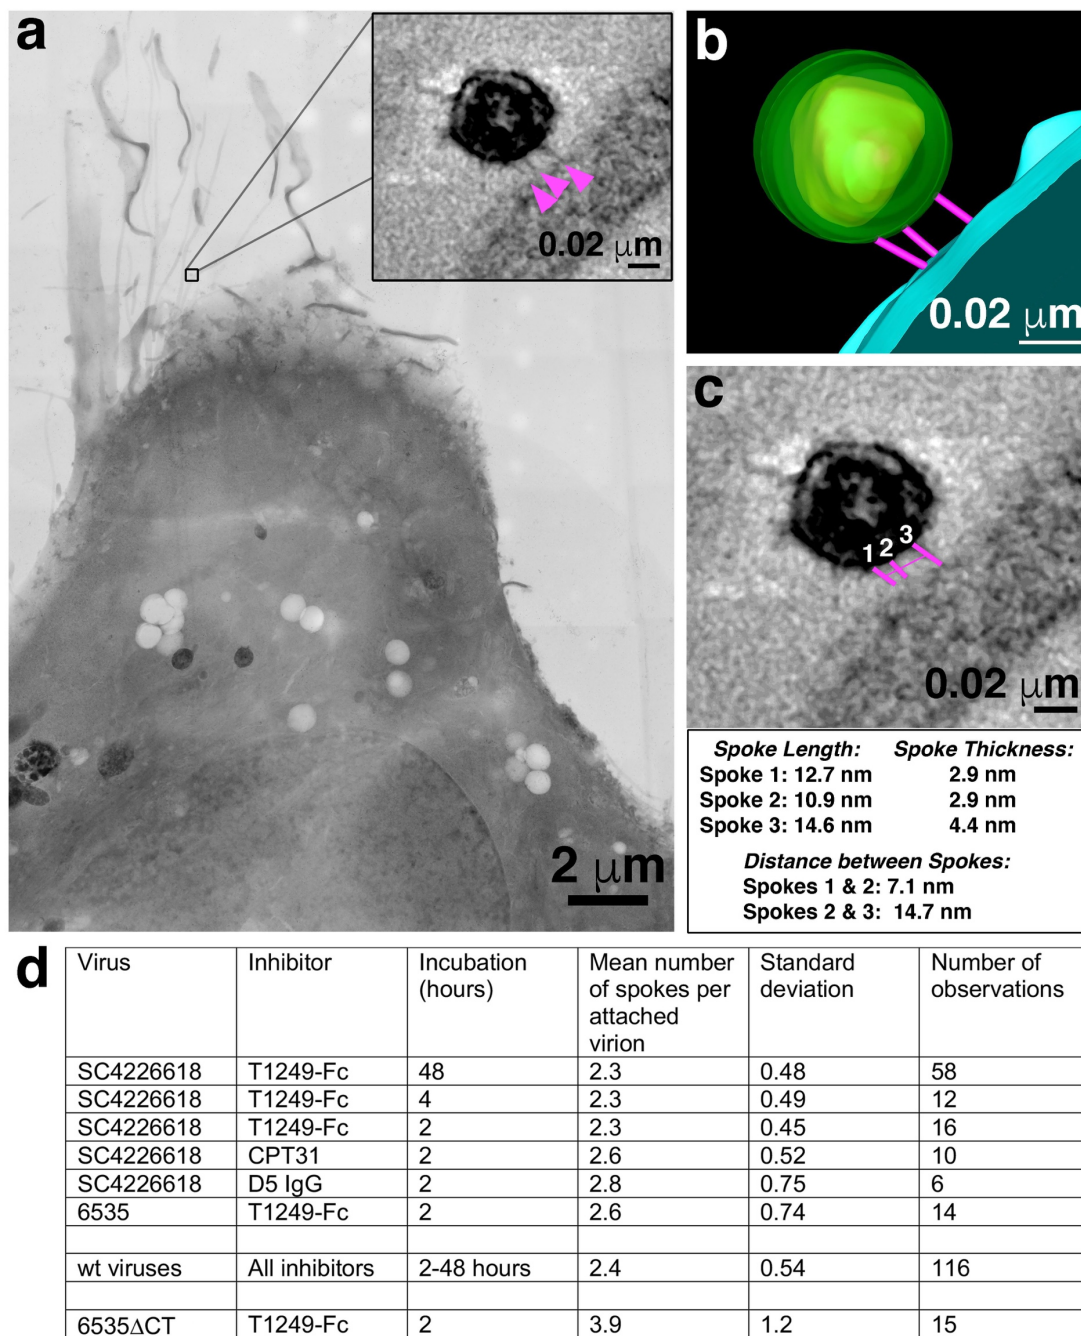 a
0.02 μm
2 μm
b
0.02 μm
c
1 2 3
0.02 μm
Spoke Length: Spoke Thickness:
Spoke 1: 12.7 nm 2.9 nm
Spoke 2: 10.9 nm 2.9 nm
Spoke 3: 14.6 nm 4.4 nm
Distance between Spokes:
Spokes 1 & 2: 7.1 nm
Spokes 2 & 3: 14.7 nm
d
Virus Inhibitor Incubation Mean number Standard Number of
(hours) of spokes per deviation observations
attached
virion
SC4226618 T1249-Fc 48 2.3 0.48 58
SC4226618 T1249-Fc 4 2.3 0.49 12
SC4226618 T1249-Fc 2 2.3 0.45 16
SC4226618 CPT31 2 2.6 0.52 10
SC4226618 D5 IgG 2 2.8 0.75 6
6535 T1249-Fc 2 2.6 0.74 14
wt viruses All inhibitors 2-48 hours 2.4 0.54 116
6535ΔCT T1249-Fc 2 3.9 1.2 15